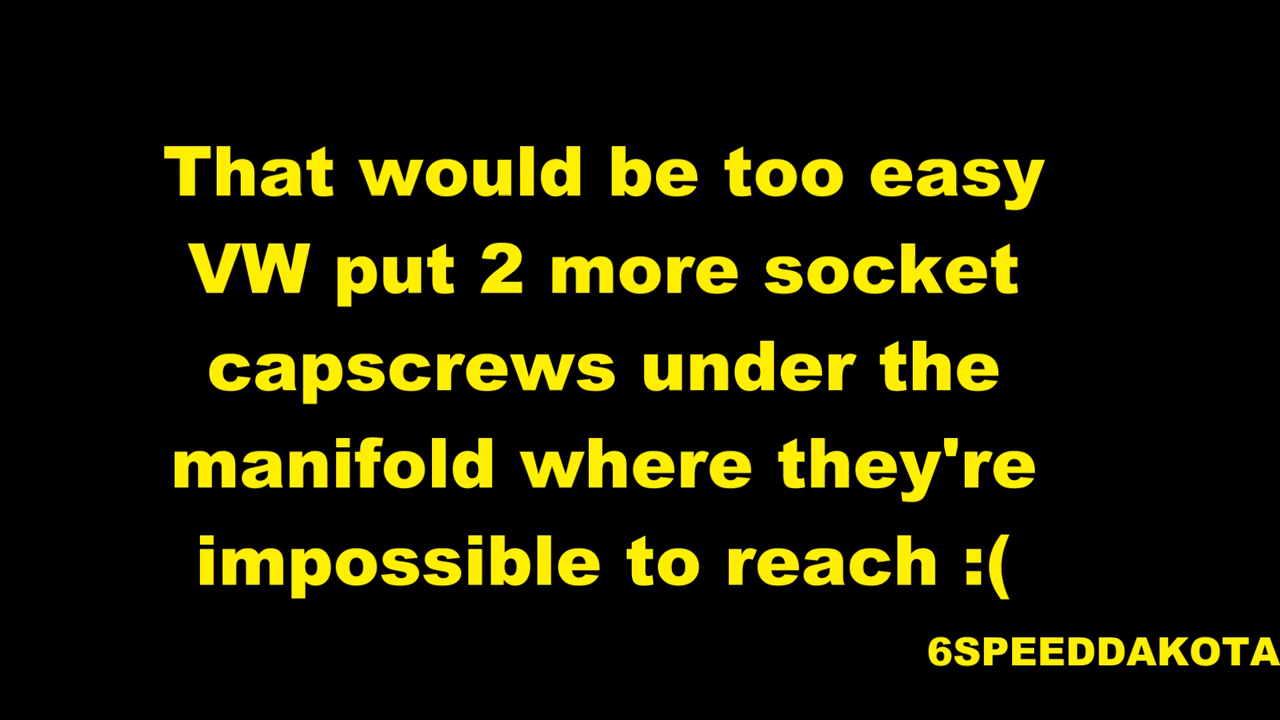 That would be too easy
VW put 2 more socket
capscrews under the
manifold where they're
impossible to reach :(
6SPEEDDAKOTA